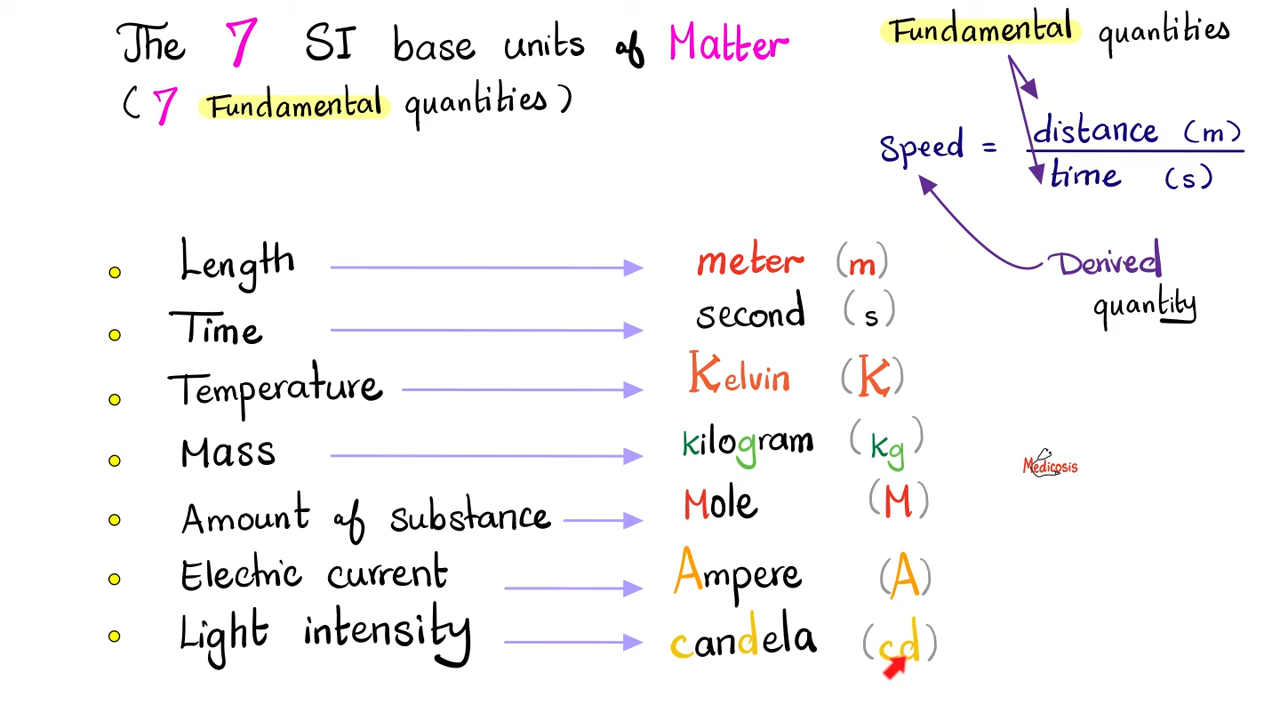 The 7 SI base units of Matter
(7 Fundamental quantities)
Fundamental quantities
Speed = distance (m)
time (s)
Derived
quantity
Length meter (m)
Time second (s)
Temperature Kelvin (K)
Mass kilogram (kg)
Amount of substance Mole (M)
Electric current Ampere (A)
Light intensity candela (cd)
Medicosis